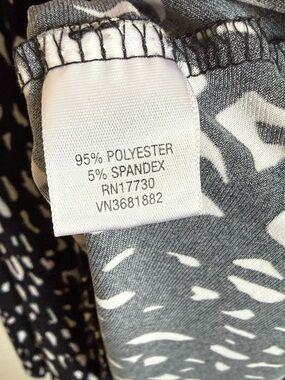 95% POLYESTER
5% SPANDEX
RN17730
VN3681882